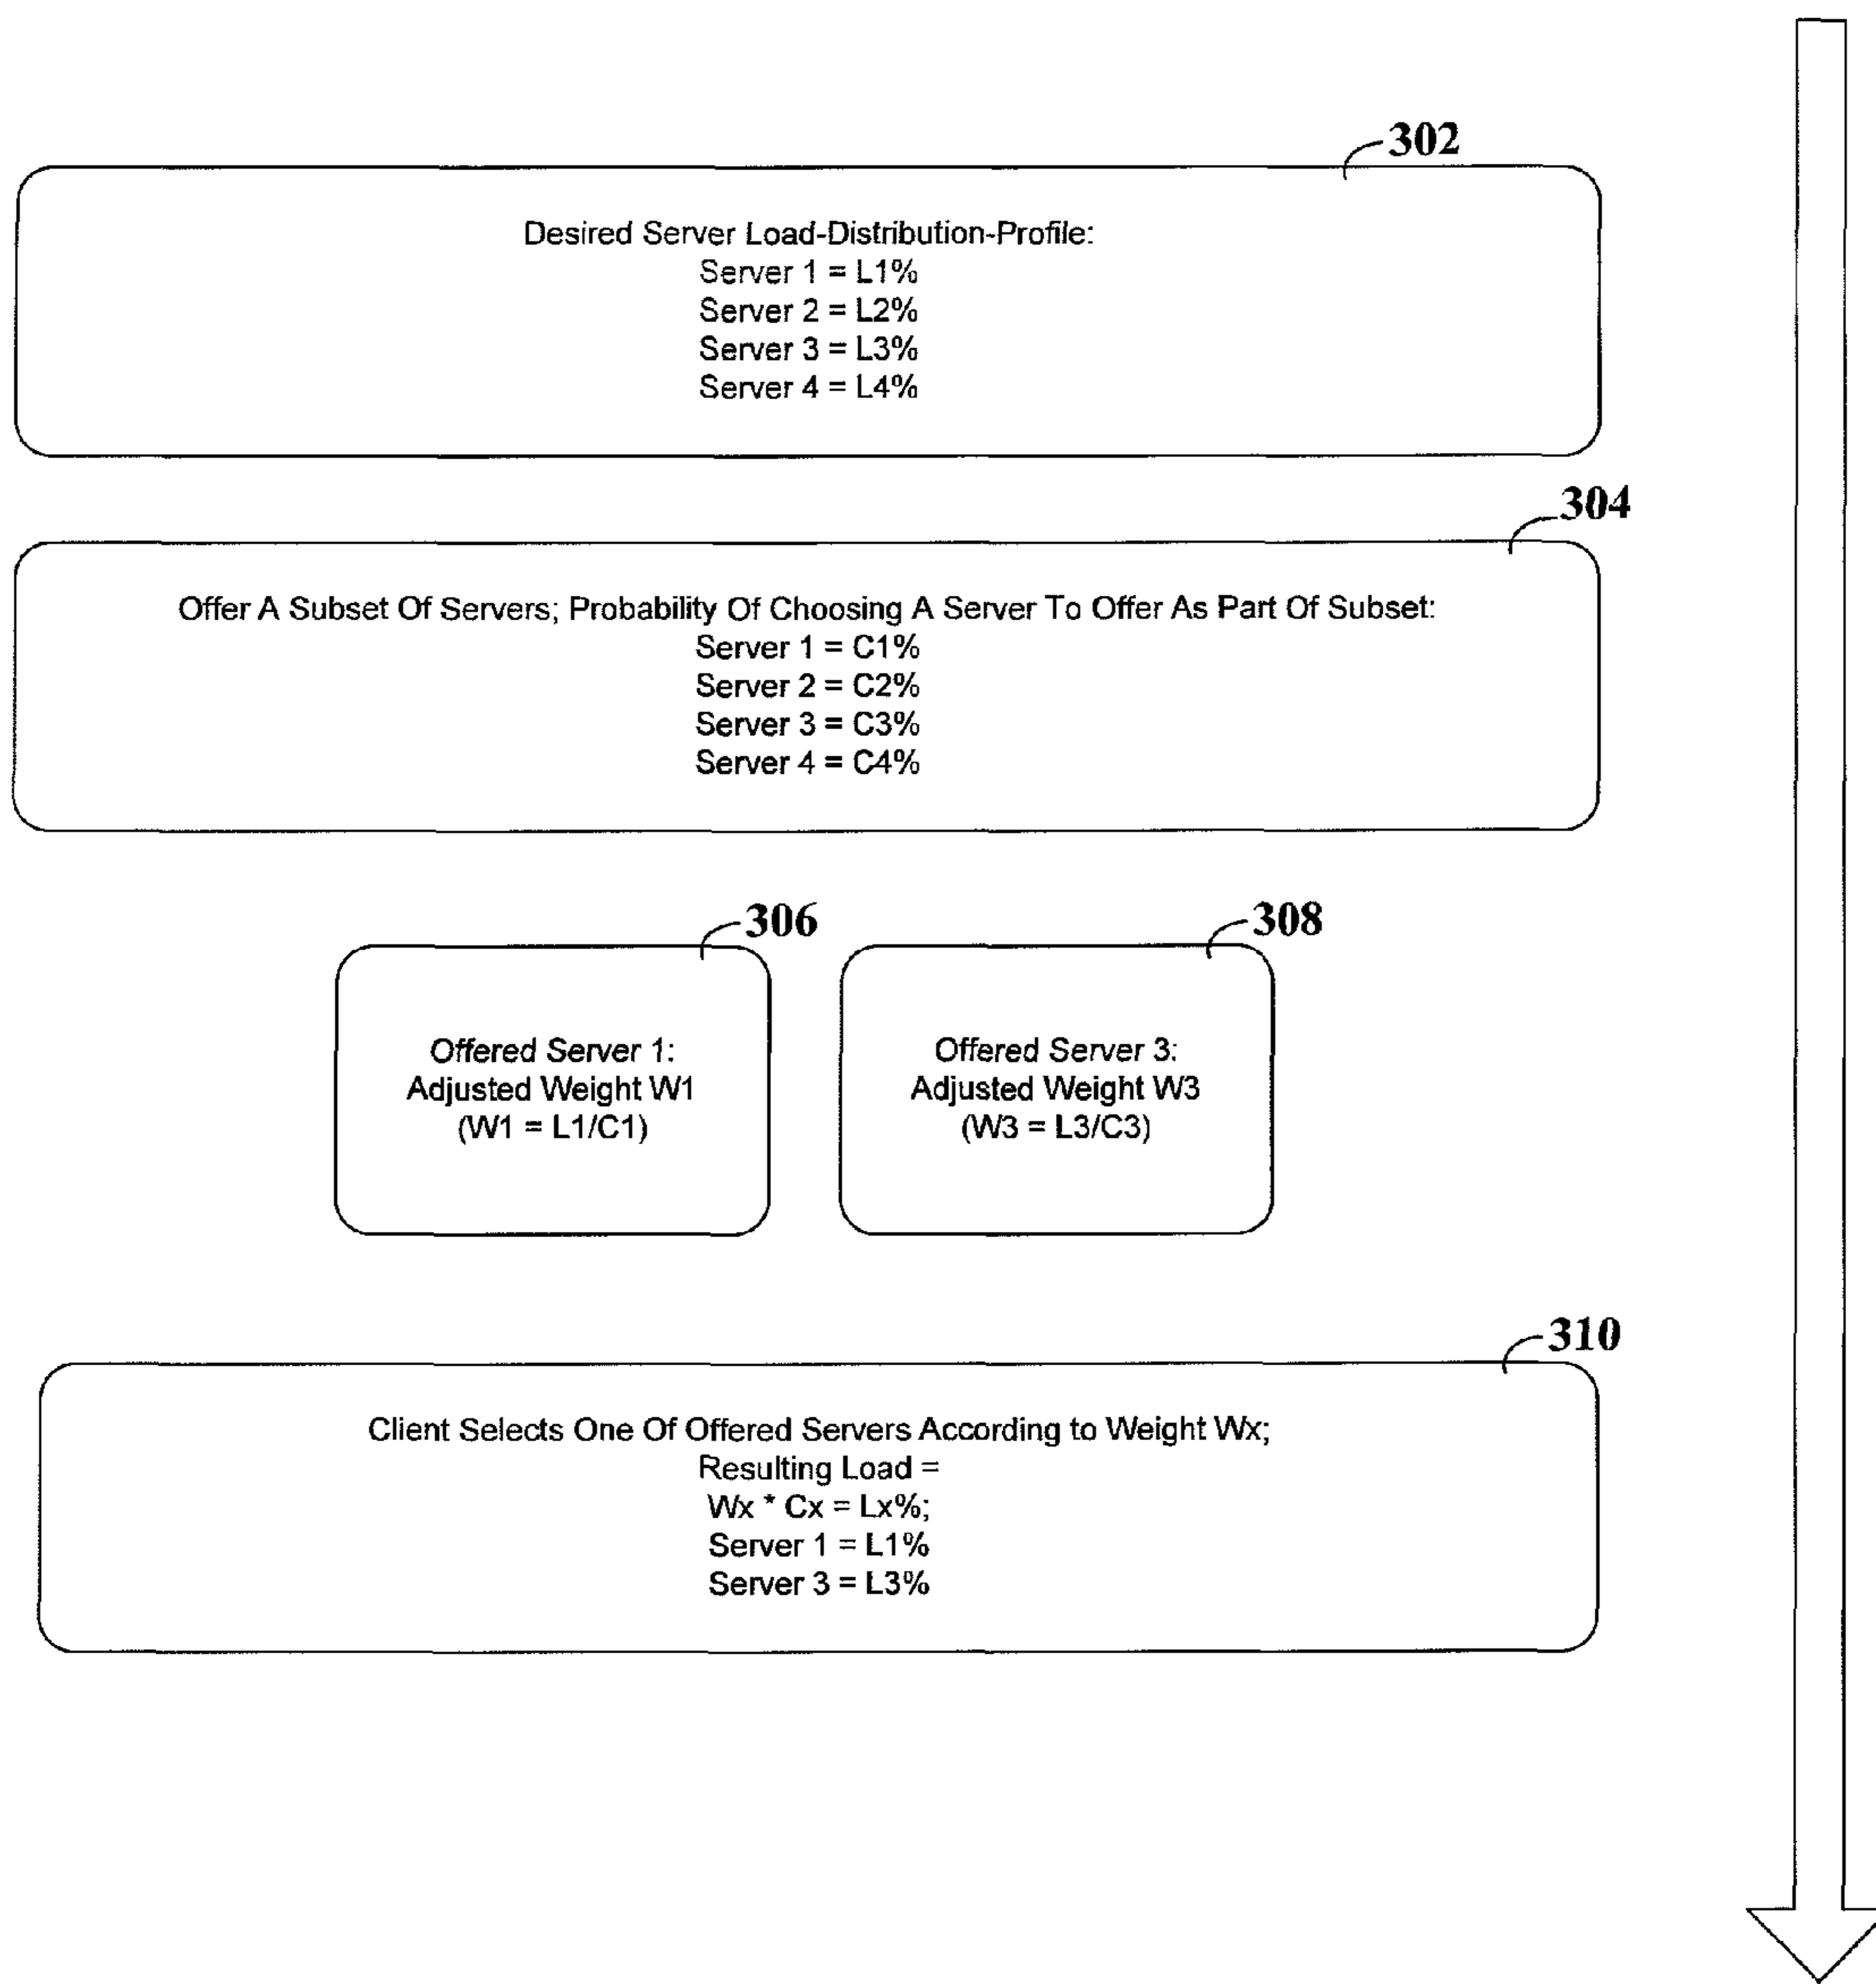 302
Desired Server Load-Distribution-Profile:
Server 1 = L1%
Server 2 = L2%
Server 3 = L3%
Server 4 = L4%
304
Offer A Subset Of Servers; Probability Of Choosing A Server To Offer As Part Of Subset:
Server 1 = C1%
Server 2 = C2%
Server 3 = C3%
Server 4 = C4%
306
Offered Server 1:
Adjusted Weight W1
(W1 = L1/C1)
308
Offered Server 3:
Adjusted Weight W3
(W3 = L3/C3)
310
Client Selects One Of Offered Servers According to Weight Wx;
Resulting Load =
Wx * Cx = Lx%;
Server 1 = L1%
Server 3 = L3%